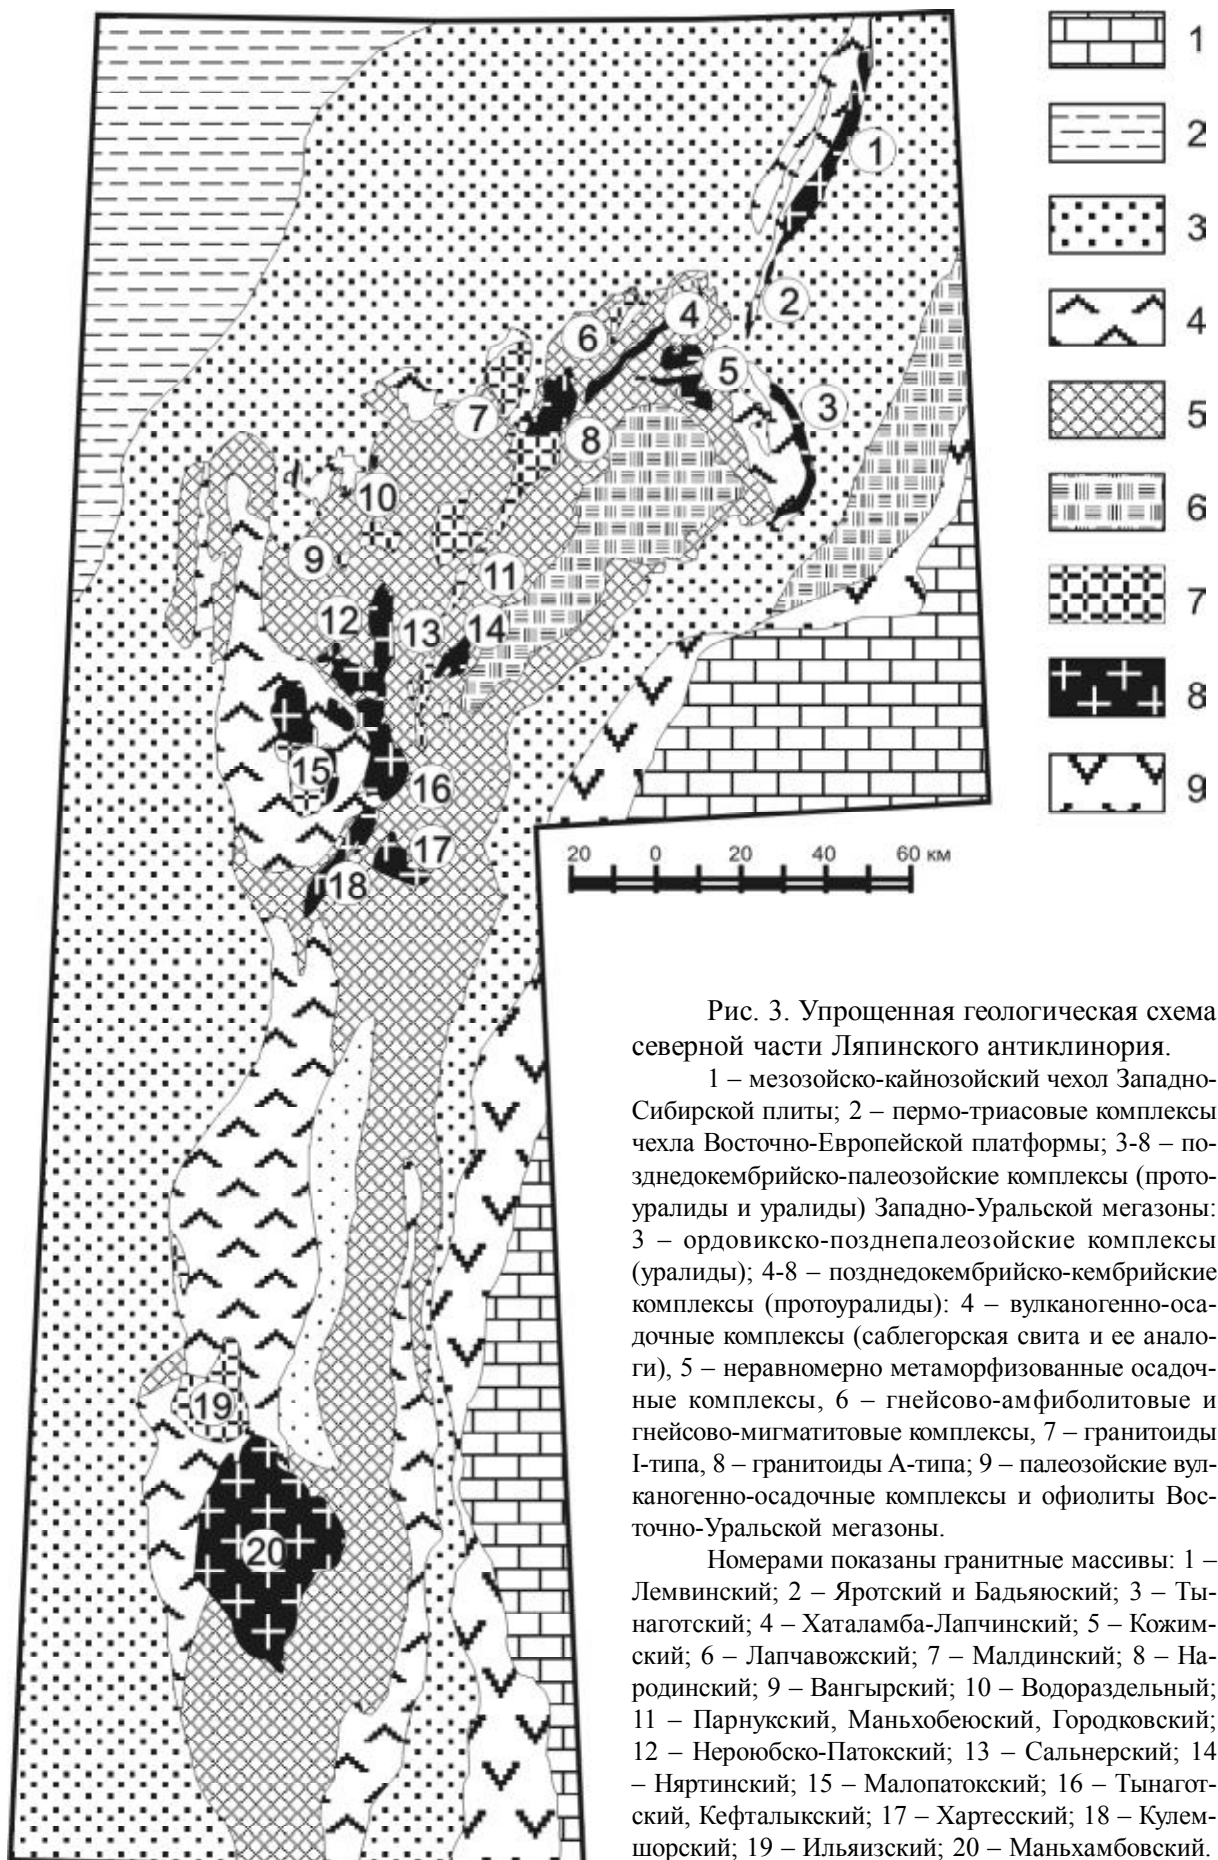 1
2
3
4
5
6
7
8
9
1
2
3
4
5
6
7
8
9
10
11
12
13
14
15
16
17
18
19
20
20 0 20 40 60 км
Рис. 3. Упрощенная геологическая схема
северной части Ляпинского антиклинория.
1 – мезозойско-кайнозойский чехол Западно-
Сибирской плиты; 2 – пермо-триасовые комплексы
чехла Восточно-Европейской платформы; 3-8 – по-
зднедокембрийско-палеозойские комплексы (прото-
уралиды и уралиды) Западно-Уральской мегазоны:
3 – ордовикско-позднепалеозойские комплексы
(уралиды); 4-8 – позднедокембрийско-кембрийские
комплексы (протоуралиды): 4 – вулканогенно-оса-
дочные комплексы (саблегорская свита и ее анало-
ги), 5 – неравномерно метаморфизованные осадоч-
ные комплексы, 6 – гнейсово-амфиболитовые и
гнейсово-мигматитовые комплексы, 7 – гранитоиды
I-типа, 8 – гранитоиды А-типа; 9 – палеозойские вул-
каногенно-осадочные комплексы и офиолиты Вос-
точно-Уральской мегазоны.
Номерами показаны гранитные массивы: 1 –
Лемвинский; 2 – Яротский и Бадьяюский; 3 – Ты-
наготский; 4 – Хаталамба-Лапчинский; 5 – Кожим-
ский; 6 – Лапчавожский; 7 – Малдинский; 8 – На-
родинский; 9 – Вангырский; 10 – Водораздельный;
11 – Парнукский, Маньхобеюский, Городковский;
12 – Нероюбско-Патокский; 13 – Сальнерский; 14
– Няртинский; 15 – Малопатокский; 16 – Тынагот-
ский, Кефталыкский; 17 – Хартесский; 18 – Кулем-
шорский; 19 – Ильяизский; 20 – Маньхамбовский.